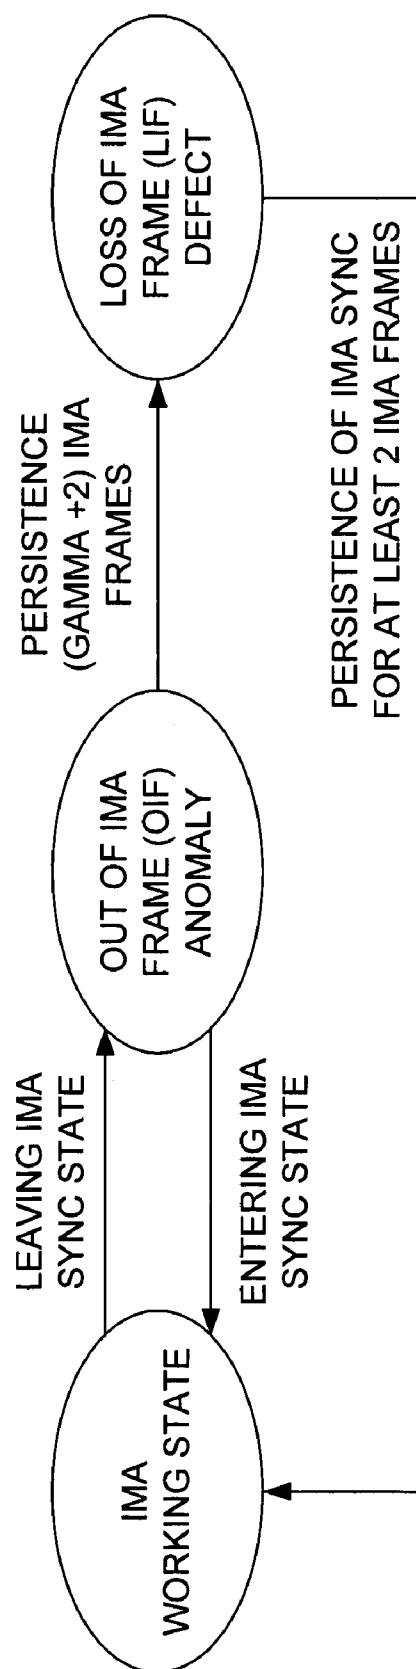 IMA
WORKING STATE
LEAVING IMA
SYNC STATE
ENTERING IMA
SYNC STATE
OUT OF IMA
FRAME (OIF)
ANOMALY
PERSISTENCE
(GAMMA +2) IMA
FRAMES
LOSS OF IMA
FRAME (LIF)
DEFECT
PERSISTENCE OF IMA SYNC
FOR AT LEAST 2 IMA FRAMES